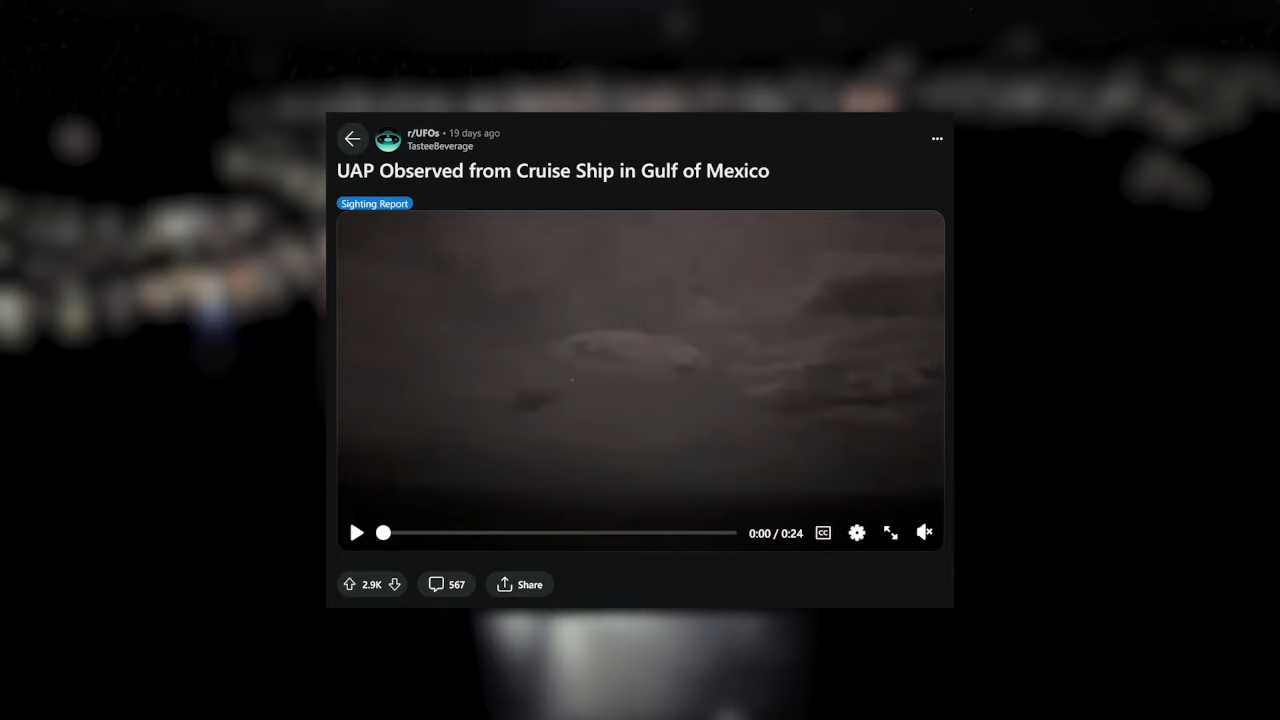 r/UFOs • 19 days ago
TasteeBeverage
UAP Observed from Cruise Ship in Gulf of Mexico
Sighting Report
0:00 / 0:24
CC
2.9K
567
Share